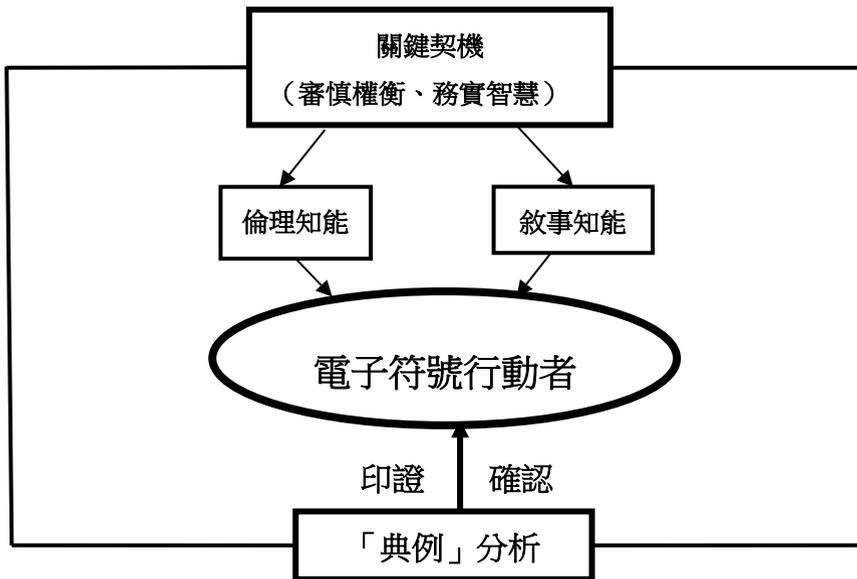 關鍵契機
（審慎權衡、務實智慧）
倫理知能
敘事知能
電子符號行動者
印證
確認
「典例」分析